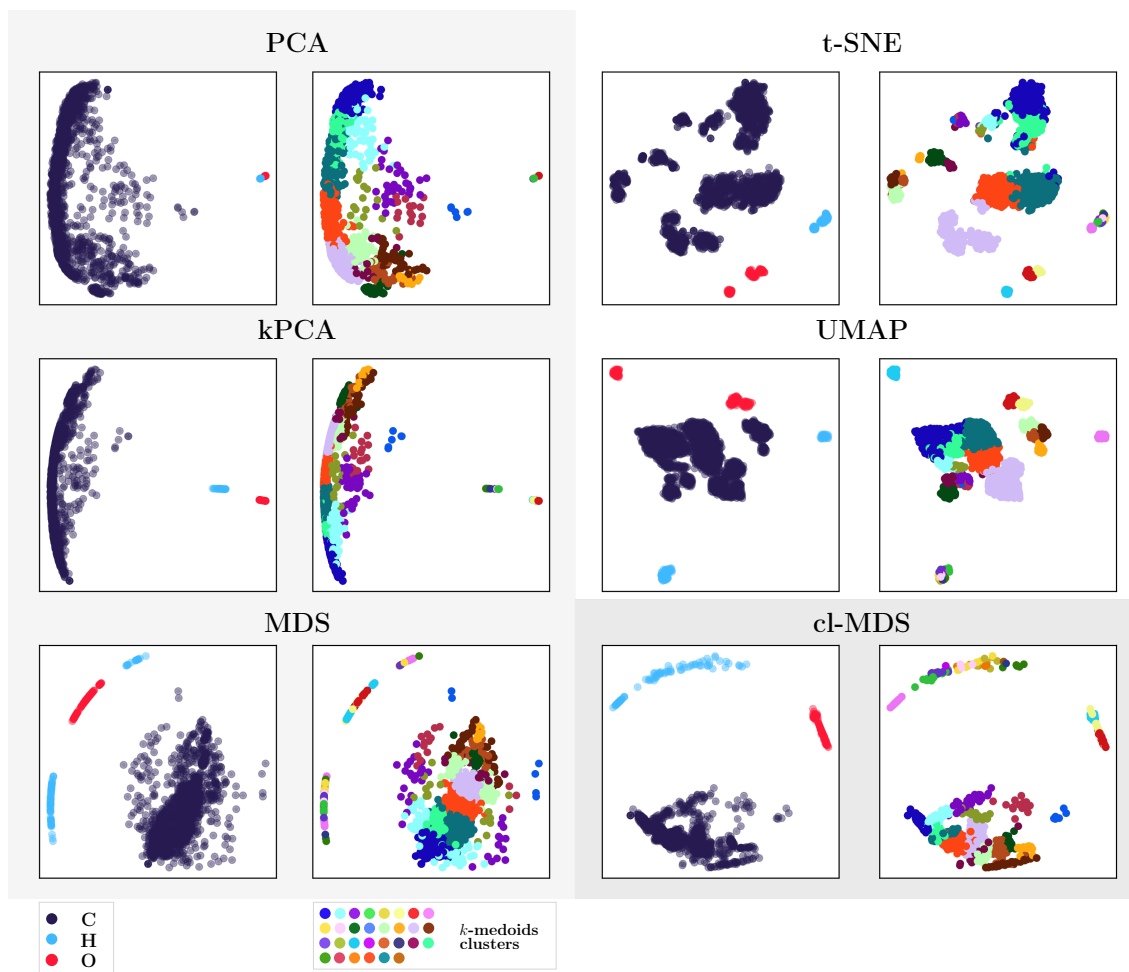 PCA
t-SNE
kPCA
UMAP
MDS
cl-MDS
C
H
O
k-medoids
clusters